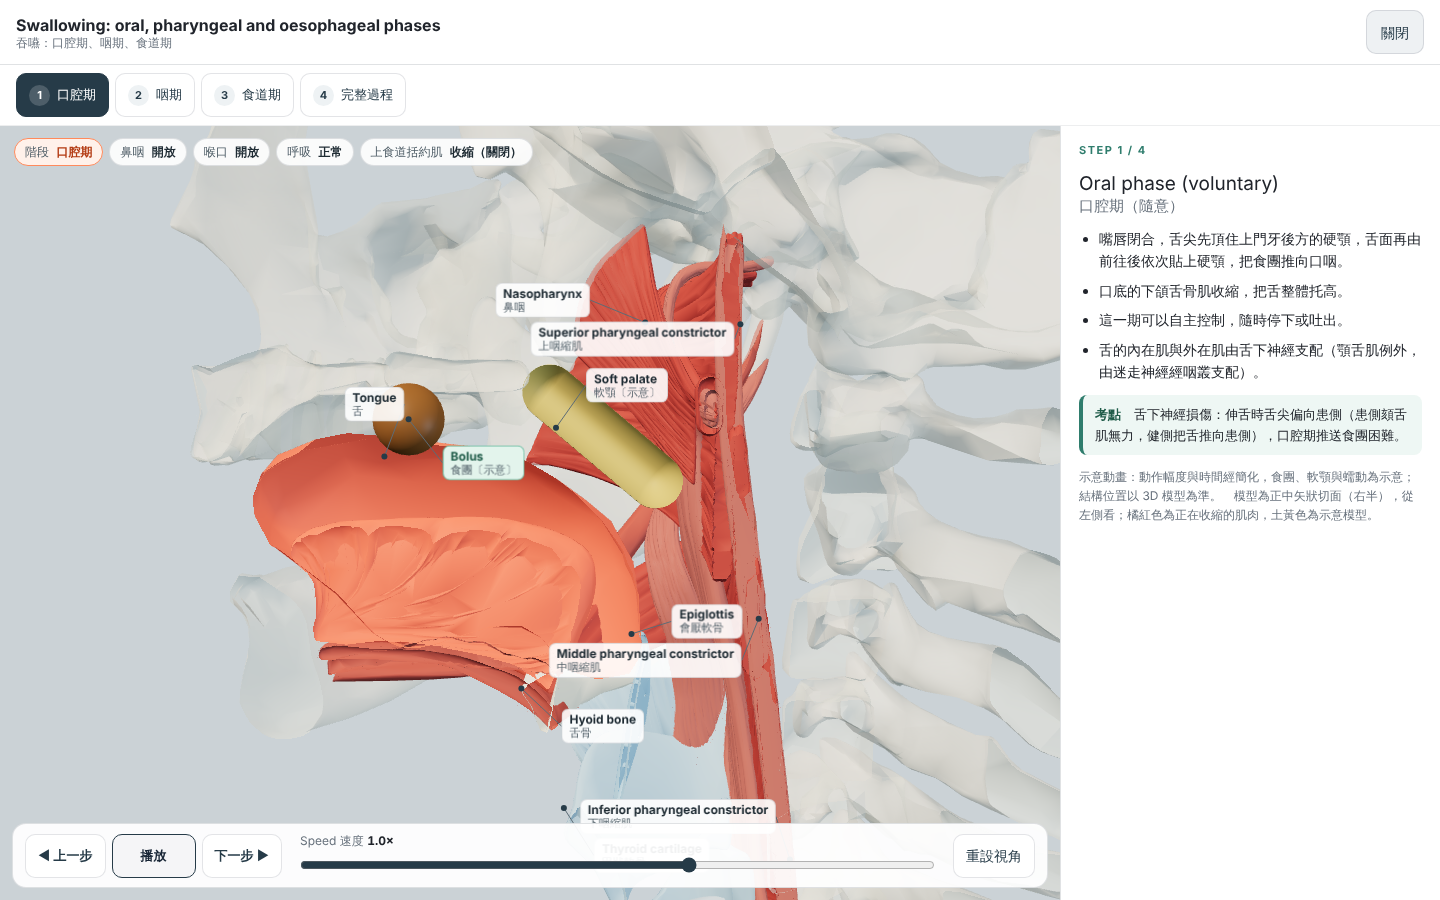 Swallowing: oral, pharyngeal and oesophageal phases
吞嚥：口腔期、咽期、食道期
關閉
1 口腔期
2 咽期
3 食道期
4 完整過程
階段 口腔期
鼻咽 開放
喉口 開放
呼吸 正常
上食道括約肌 收縮（關閉）
Nasopharynx
鼻咽
Superior pharyngeal constrictor
上咽縮肌
Soft palate
軟顎〔示意〕
Tongue
舌
Bolus
食團〔示意〕
Epiglottis
會厭軟骨
Middle pharyngeal constrictor
中咽縮肌
Hyoid bone
舌骨
Inferior pharyngeal constrictor
下咽縮肌
Thyroid cartilage
◀ 上一步
播放
下一步 ▶
Speed 速度 1.0×
重設視角
STEP 1 / 4
Oral phase (voluntary)
口腔期（隨意）
嘴唇閉合，舌尖先頂住上門牙後方的硬顎，舌面再由
前往後依次貼上硬顎，把食團推向口咽。
口底的下頜舌骨肌收縮，把舌整體托高。
這一期可以自主控制，隨時停下或吐出。
舌的內在肌與外在肌由舌下神經支配（顎舌肌例外，
由迷走神經經咽叢支配）。
考點 舌下神經損傷：伸舌時舌尖偏向患側（患側頦舌
肌無力，健側把舌推向患側），口腔期推送食團困難。
示意動畫：動作幅度與時間經簡化，食團、軟顎與蠕動為示意；
結構位置以 3D 模型為準。 模型為正中矢狀切面（右半），從
左側看；橘紅色為正在收縮的肌肉，土黃色為示意模型。